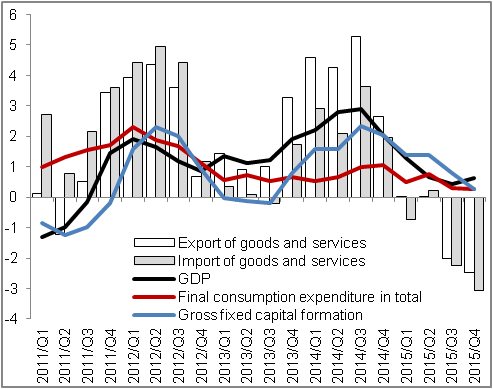 6
5
4
3
2
1
0
-1
-2
-3
-4
Export of goods and services
Import of goods and services
GDP
Final consumption expenditure in total
Gross fixed capital formation
2011/Q1
2011/Q2
2011/Q3
2011/Q4
2012/Q1
2012/Q2
2012/Q3
2012/Q4
2013/Q1
2013/Q2
2013/Q3
2013/Q4
2014/Q1
2014/Q2
2014/Q3
2014/Q4
2015/Q1
2015/Q2
2015/Q3
2015/Q4